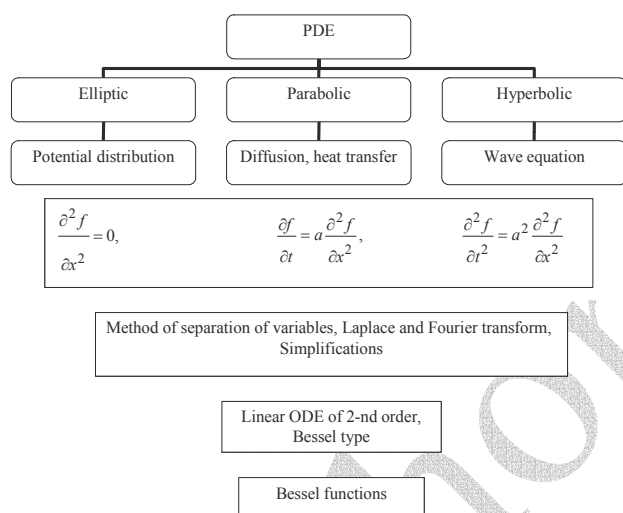 PDE
Elliptic
Parabolic
Hyperbolic
Potential distribution
Diffusion, heat transfer
Wave equation
∂²f/∂x² = 0, ∂f/∂t = a ∂²f/∂x², ∂²f/∂t² = a² ∂²f/∂x²
Method of separation of variables, Laplace and Fourier transform,
Simplifications
Linear ODE of 2-nd order,
Bessel type
Bessel functions